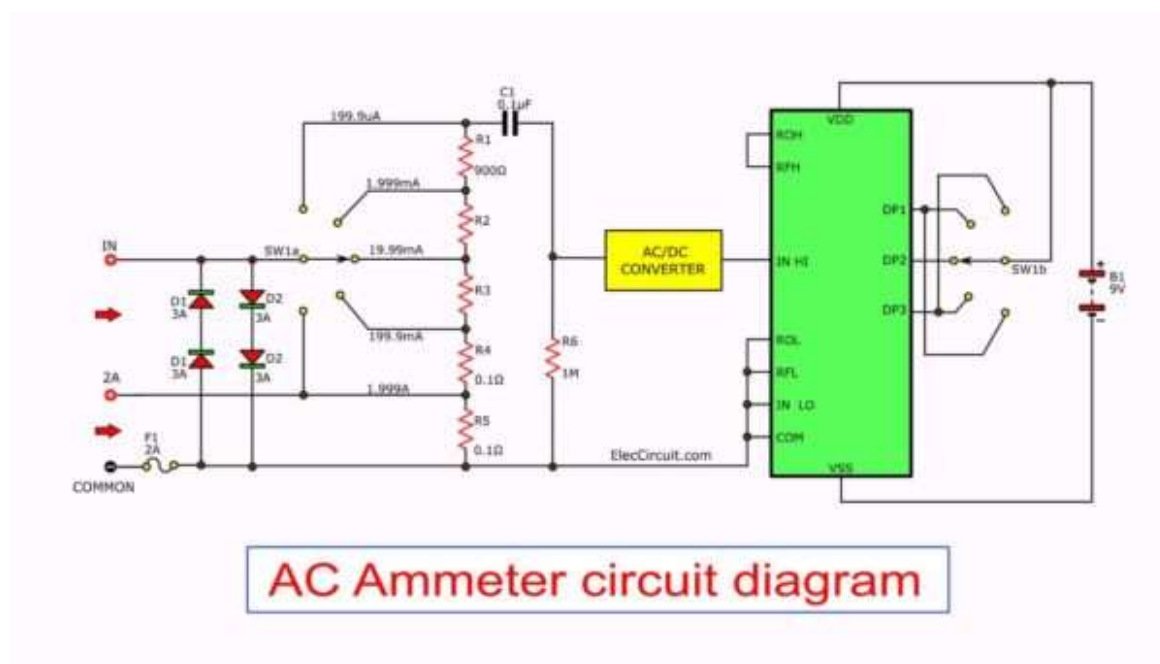 C1
0.1µF
199.9uA
R1
900Ω
1.999mA
R2
IN
SW1a
19.99mA
R3
D1
3A
D2
3A
199.9mA
D1
3A
D2
3A
R4
0.1Ω
2A
1.999A
R5
0.1Ω
F1
2A
COMMON
R6
1M
ElecCircuit.com
AC/DC
CONVERTER
VDD
ROH
RFH
IN HI
ROL
RFL
IN LO
COM
VSS
DP1
DP2
DP3
SW1b
+
B1
9V
−
AC Ammeter circuit diagram